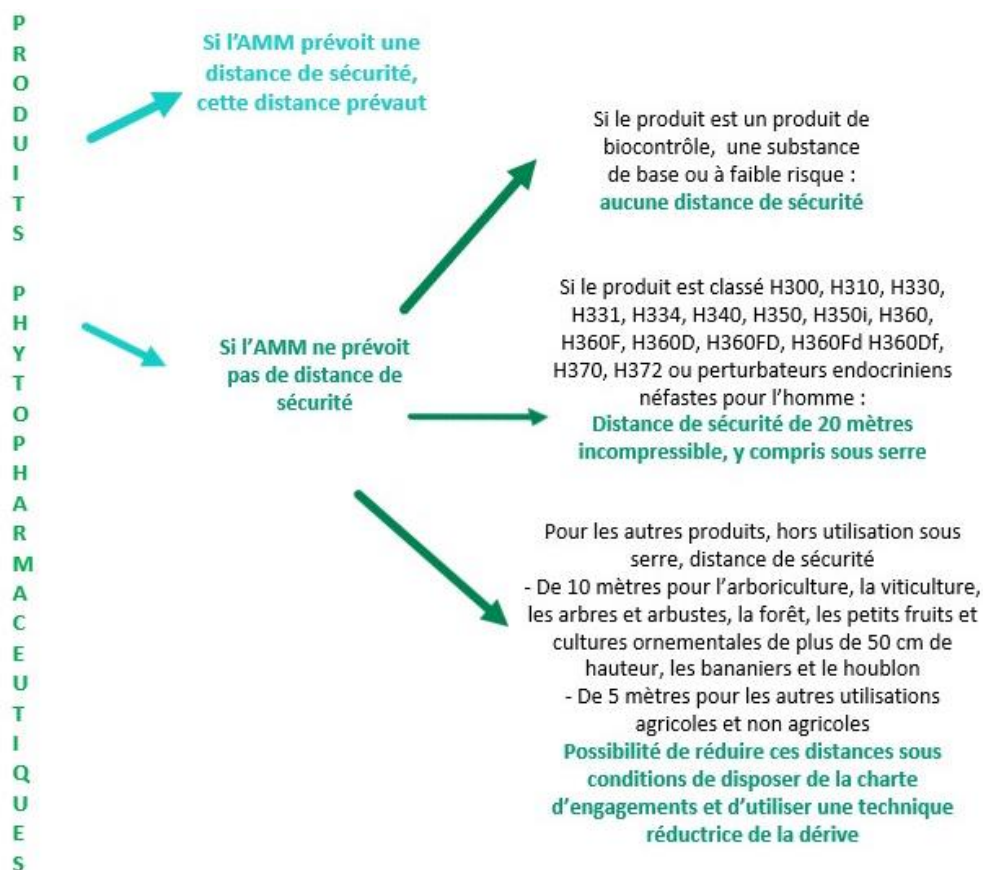 PRODUITS PHYTOPHARMACEUTIQUES
Si l'AMM prévoit une
distance de sécurité,
cette distance prévaut
Si l'AMM ne prévoit
pas de distance de
sécurité
Si le produit est un produit de
biocontrôle, une substance
de base ou à faible risque :
aucune distance de sécurité
Si le produit est classé H300, H310, H330,
H331, H334, H340, H350, H350i, H360,
H360F, H360D, H360FD, H360Fd H360Df,
H370, H372 ou perturbateurs endocriniens
néfastes pour l'homme :
Distance de sécurité de 20 mètres
incompressible, y compris sous serre
Pour les autres produits, hors utilisation sous
serre, distance de sécurité
- De 10 mètres pour l'arboriculture, la viticulture,
les arbres et arbustes, la forêt, les petits fruits et
cultures ornementales de plus de 50 cm de
hauteur, les bananiers et le houblon
- De 5 mètres pour les autres utilisations
agricoles et non agricoles
Possibilité de réduire ces distances sous
conditions de disposer de la charte
d'engagements et d'utiliser une technique
réductrice de la dérive